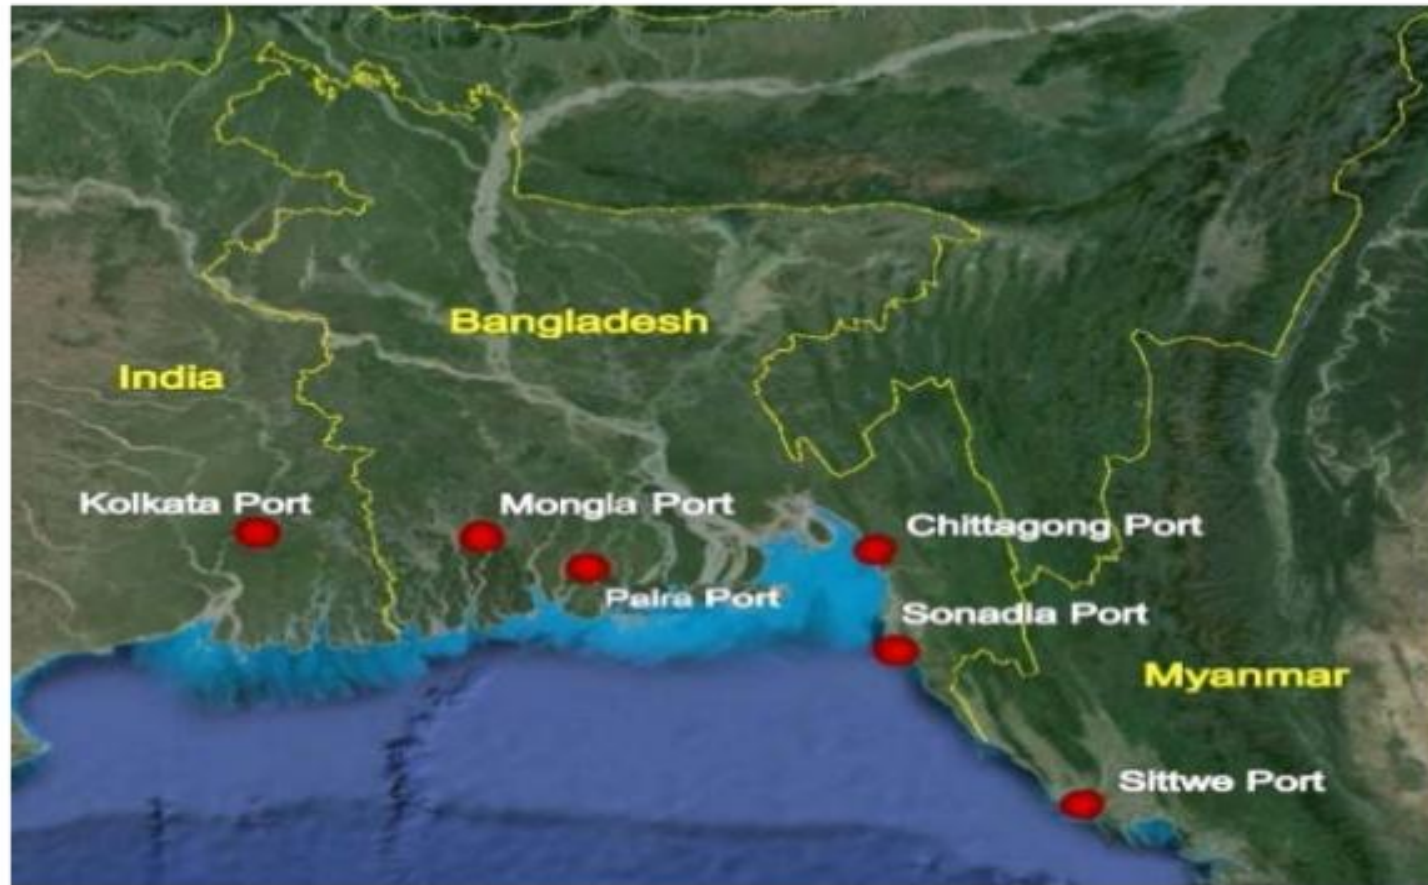 Bangladesh
India
Kolkata Port
Mongla Port
Chittagong Port
Paira Port
Sonadia Port
Myanmar
Sittwe Port